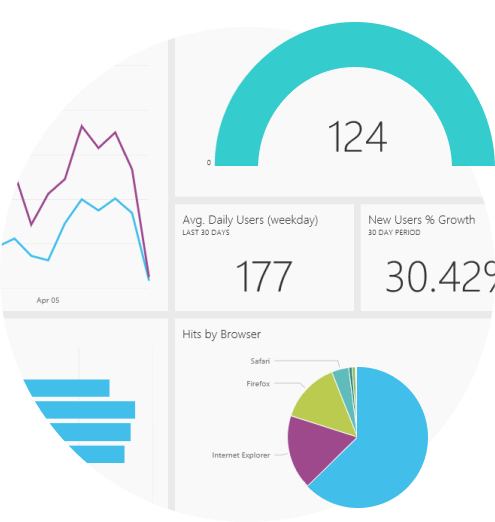 124
0
Avg. Daily Users (weekday)
LAST 30 DAYS
177
New Users % Growth
30 DAY PERIOD
30.42%
Apr 05
Hits by Browser
Safari
Firefox
Internet Explorer